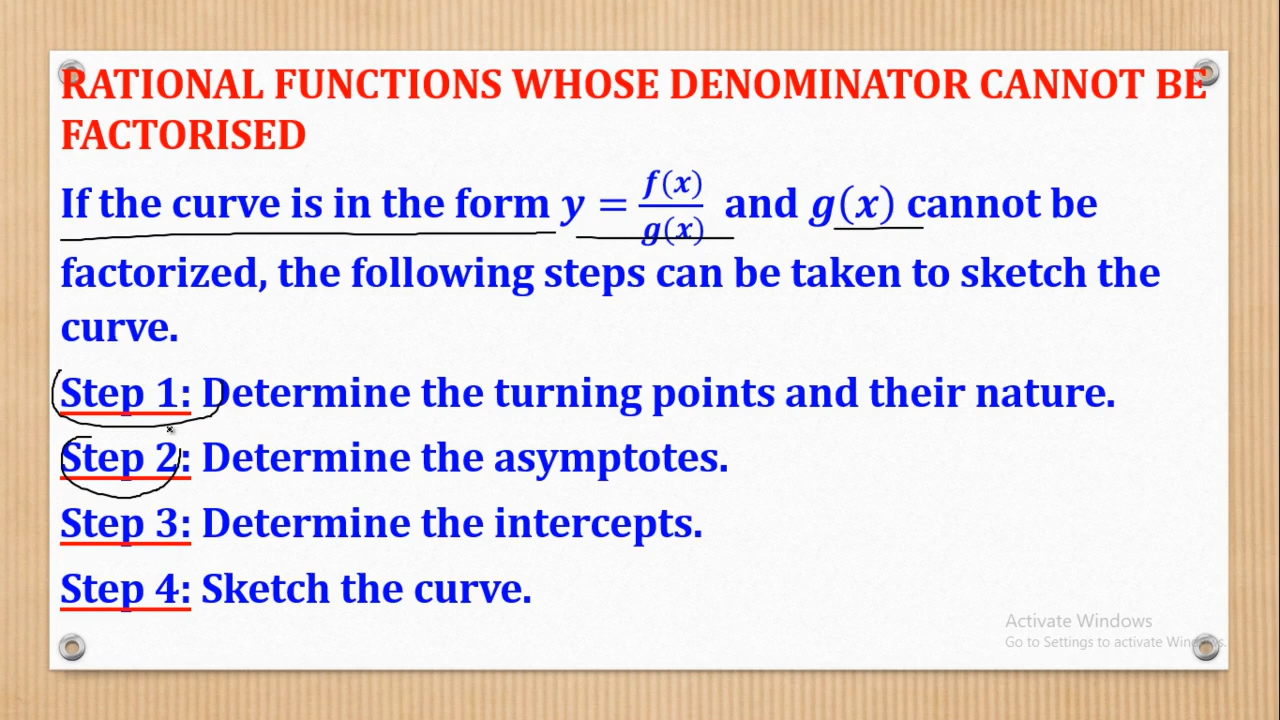 RATIONAL FUNCTIONS WHOSE DENOMINATOR CANNOT BE
FACTORISED
If the curve is in the form y = f(x)/g(x) and g(x) cannot be
factorized, the following steps can be taken to sketch the
curve.
Step 1: Determine the turning points and their nature.
Step 2: Determine the asymptotes.
Step 3: Determine the intercepts.
Step 4: Sketch the curve.
Activate Windows
Go to Settings to activate Windows.